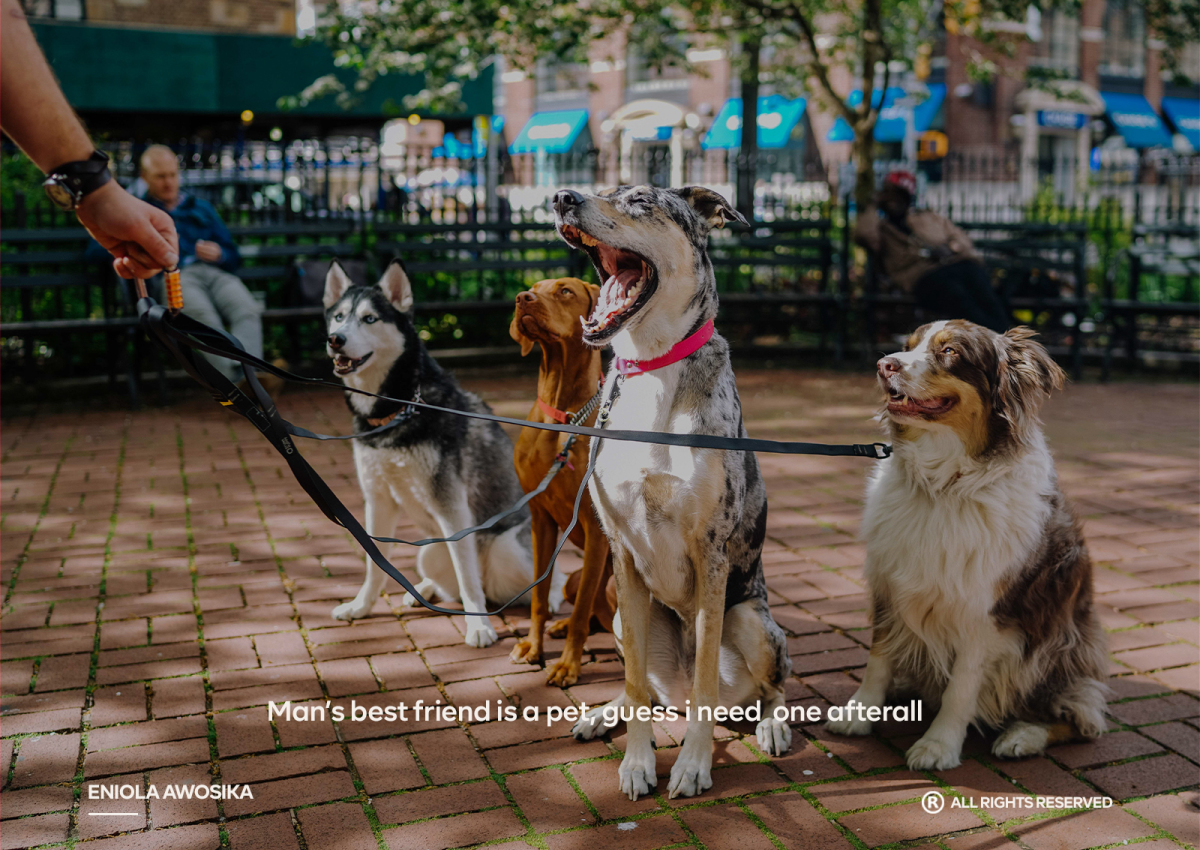 Man's best friend is a pet, guess i need one afterall
ENIOLA AWOSIKA
® ALL RIGHTS RESERVED